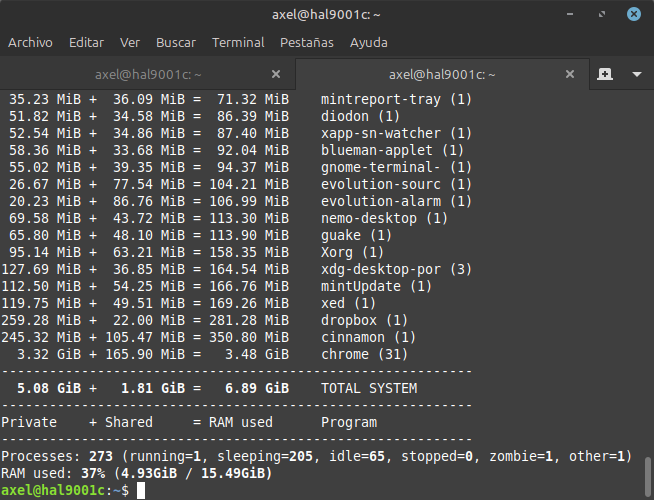 axel@hal9001c: ~
Archivo Editar Ver Buscar Terminal Pestañas Ayuda
axel@hal9001c: ~ axel@hal9001c: ~
35.23 MiB + 36.09 MiB = 71.32 MiB mintreport-tray (1)
51.82 MiB + 34.58 MiB = 86.39 MiB diodon (1)
52.54 MiB + 34.86 MiB = 87.40 MiB xapp-sn-watcher (1)
58.36 MiB + 33.68 MiB = 92.04 MiB blueman-applet (1)
55.02 MiB + 39.35 MiB = 94.37 MiB gnome-terminal- (1)
26.67 MiB + 77.54 MiB = 104.21 MiB evolution-sourc (1)
20.23 MiB + 86.76 MiB = 106.99 MiB evolution-alarm (1)
69.58 MiB + 43.72 MiB = 113.30 MiB nemo-desktop (1)
65.80 MiB + 48.10 MiB = 113.90 MiB guake (1)
95.14 MiB + 63.21 MiB = 158.35 MiB Xorg (1)
127.69 MiB + 36.85 MiB = 164.54 MiB xdg-desktop-por (3)
112.50 MiB + 54.25 MiB = 166.76 MiB mintUpdate (1)
119.75 MiB + 49.51 MiB = 169.26 MiB xed (1)
259.28 MiB + 22.00 MiB = 281.28 MiB dropbox (1)
245.32 MiB + 105.47 MiB = 350.80 MiB cinnamon (1)
3.32 GiB + 165.90 MiB = 3.48 GiB chrome (31)
-----------------------------------------------------------
5.08 GiB + 1.81 GiB = 6.89 GiB TOTAL SYSTEM
-----------------------------------------------------------
Private + Shared = RAM used Program
-----------------------------------------------------------
Processes: 273 (running=1, sleeping=205, idle=65, stopped=0, zombie=1, other=1)
RAM used: 37% (4.93GiB / 15.49GiB)
axel@hal9001c:~$